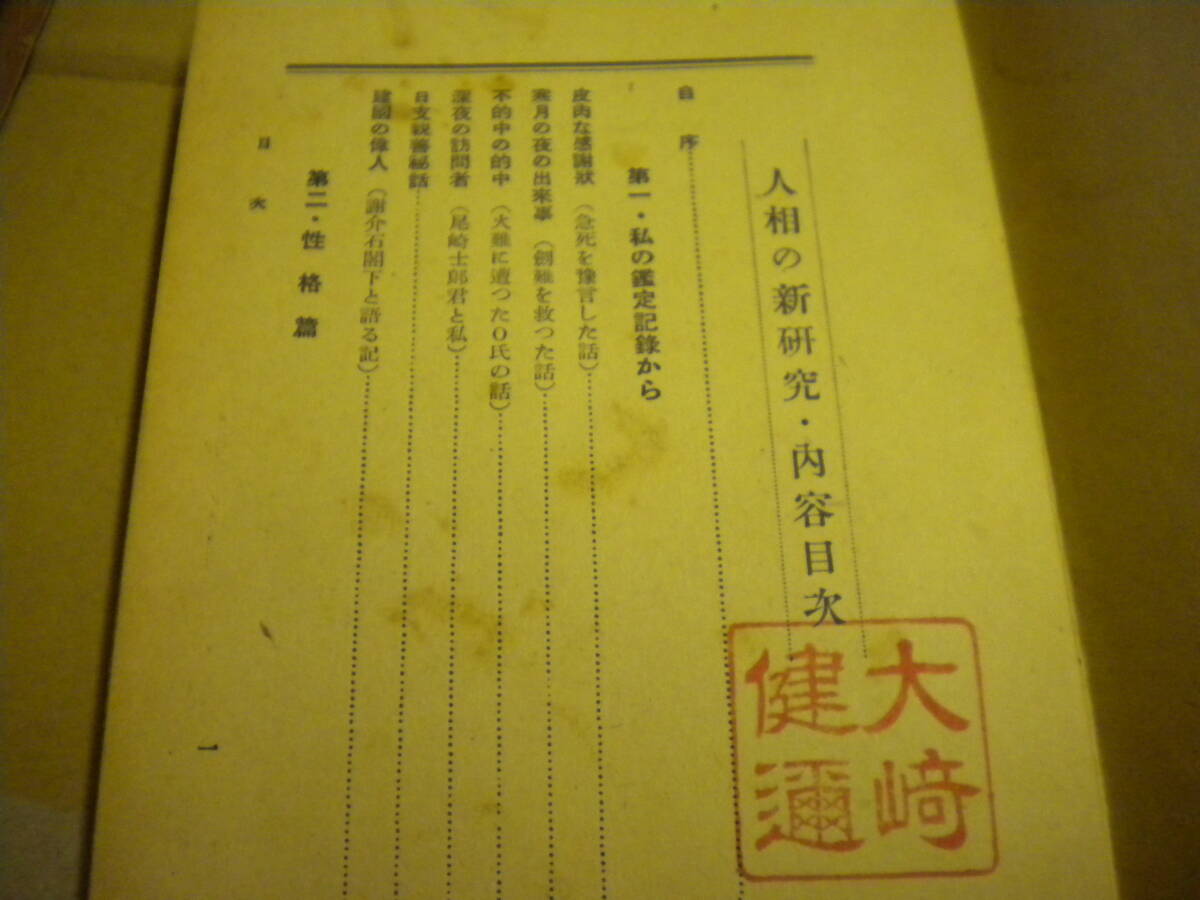 人相の新研究・内容目次
自序
第一・私の鑑定記錄から
皮肉な感謝狀(急死を豫言した話)
寒月の夜の出來事(劍難を救つた話)
不的中の的中(火難に遭つたO氏の話)
深夜の訪問者(尾崎士郎君と私)
日支親善秘話
建國の偉人(謝介石閣下と語る記)
第二・性格篇
目次
一
大﨑
健邇